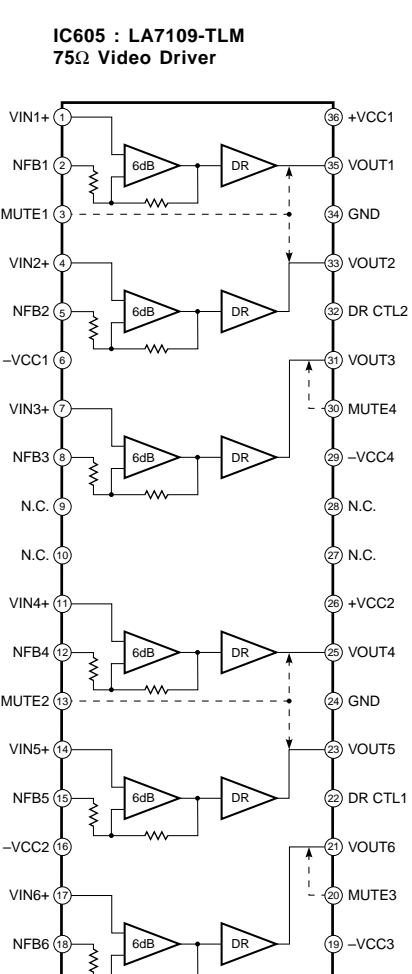 IC605 : LA7109-TLM
75Ω Video Driver
VIN1+ 1 36 +VCC1
NFB1 2 6dB DR 35 VOUT1
MUTE1 3 34 GND
VIN2+ 4 33 VOUT2
NFB2 5 6dB DR 32 DR CTL2
–VCC1 6 31 VOUT3
VIN3+ 7 30 MUTE4
NFB3 8 6dB DR 29 –VCC4
N.C. 9 28 N.C.
N.C. 10 27 N.C.
VIN4+ 11 26 +VCC2
NFB4 12 6dB DR 25 VOUT4
MUTE2 13 24 GND
VIN5+ 14 23 VOUT5
NFB5 15 6dB DR 22 DR CTL1
–VCC2 16 21 VOUT6
VIN6+ 17 20 MUTE3
NFB6 18 6dB DR 19 –VCC3